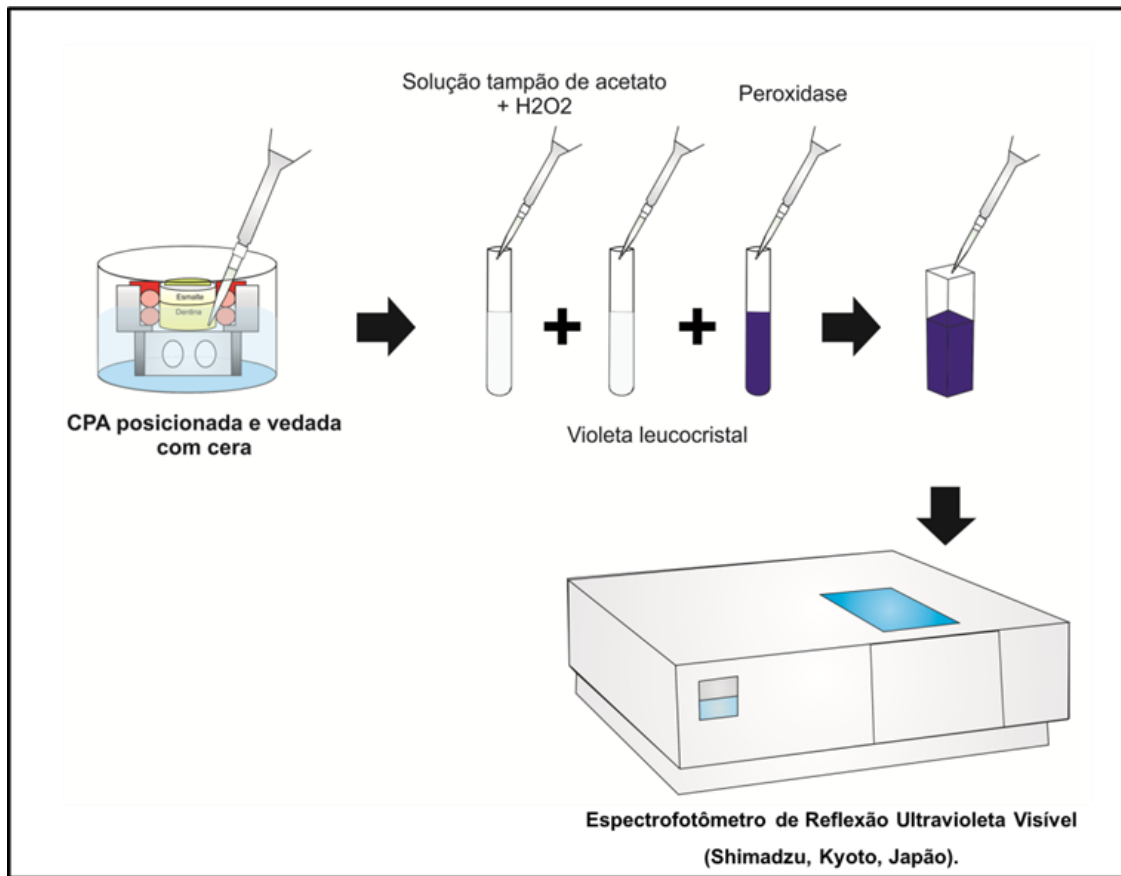 Solução tampão de acetato
+ H2O2
Peroxidase
Esmalte
Dentina
CPA posicionada e vedada
com cera
Violeta leucocristal
Espectrofotômetro de Reflexão Ultravioleta Visível
(Shimadzu, Kyoto, Japão).